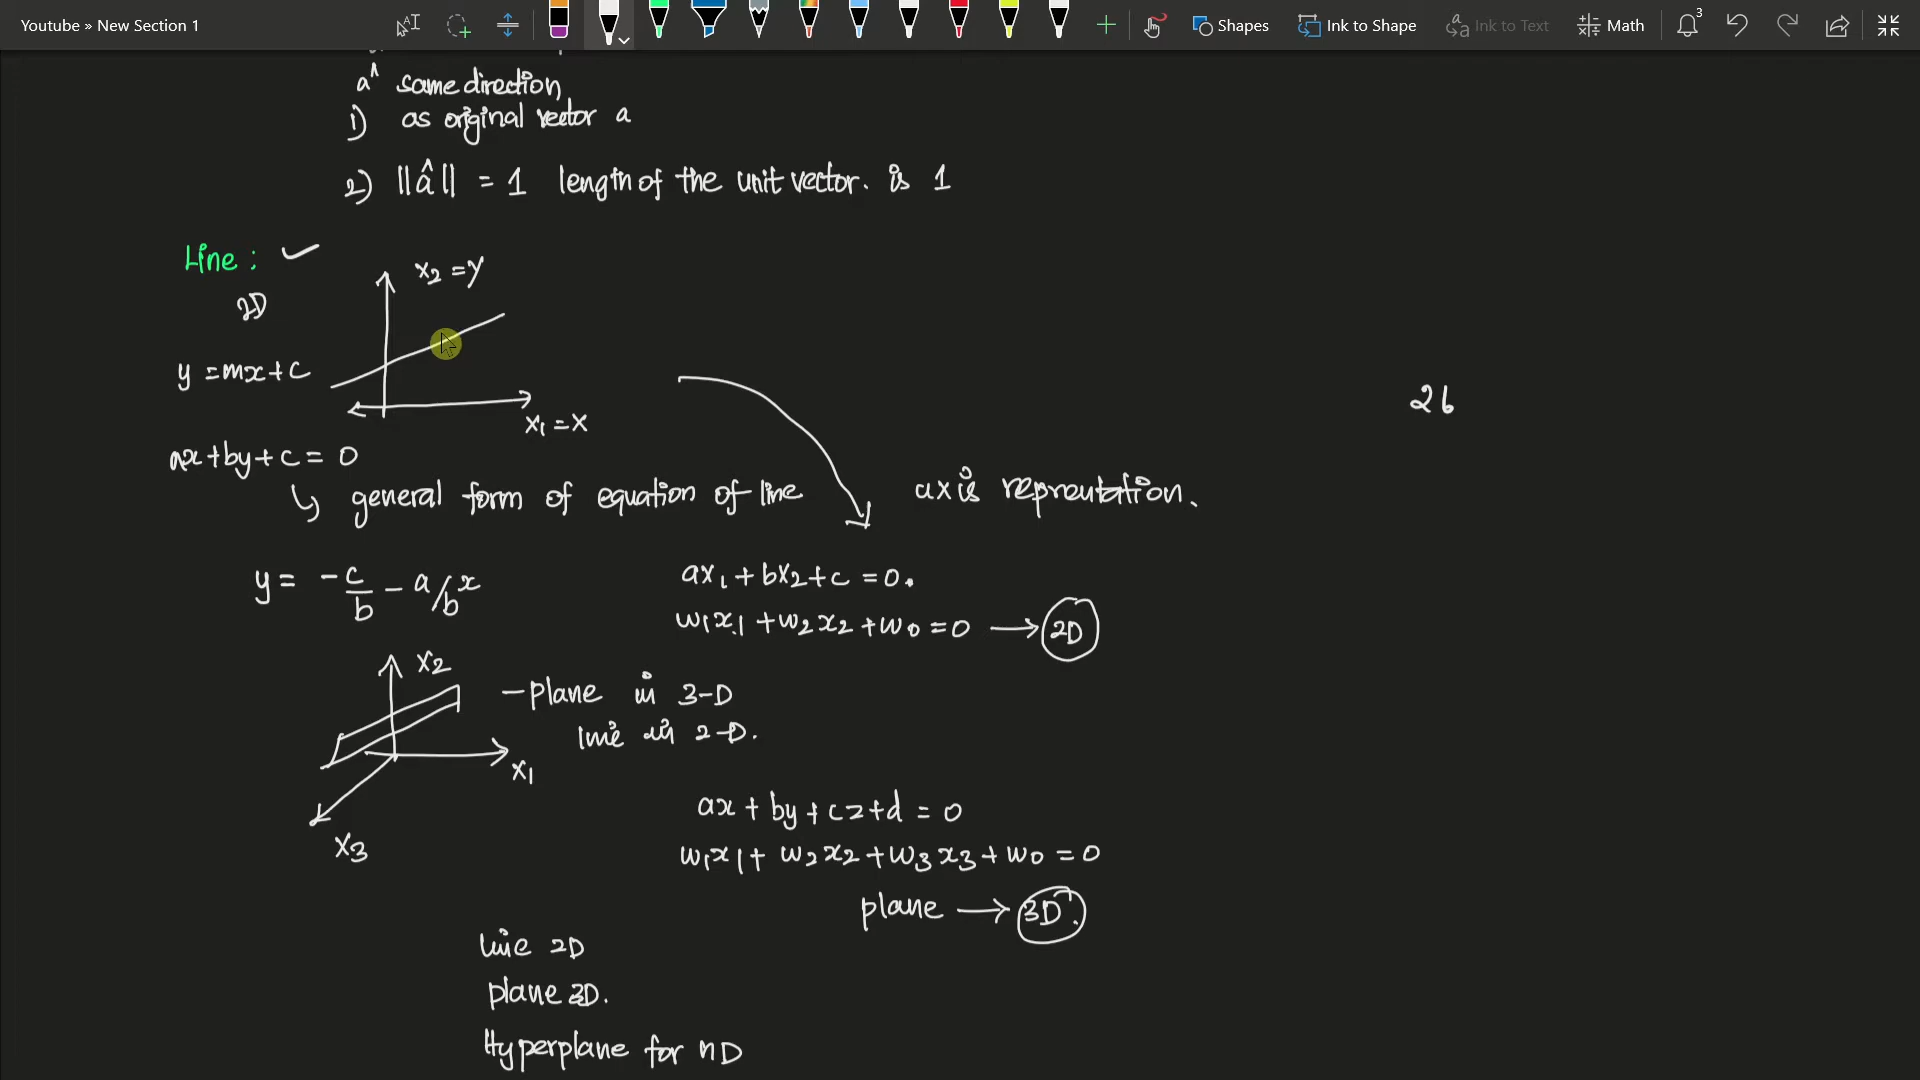 Youtube » New Section 1
Shapes
Ink to Shape
Ink to Text
Math
3
a^ same direction
1) as original vector a
2) ||â|| = 1 length of the unit vector. is 1
Line :
2D
x2 = y
y = mx + c
x1 = x
26
ax + by + c = 0
general form of equation of line
axis reprentation.
y = -c/b - a/b x
ax1 + bx2 + c = 0.
w1x1 + w2x2 + w0 = 0 → 2D
x2
x1
x3
- plane in 3-D
line in 2-D.
ax + by + cz + d = 0
w1x1 + w2x2 + w3x3 + w0 = 0
plane → 3D.
line 2D
plane 3D.
Hyperplane for nD